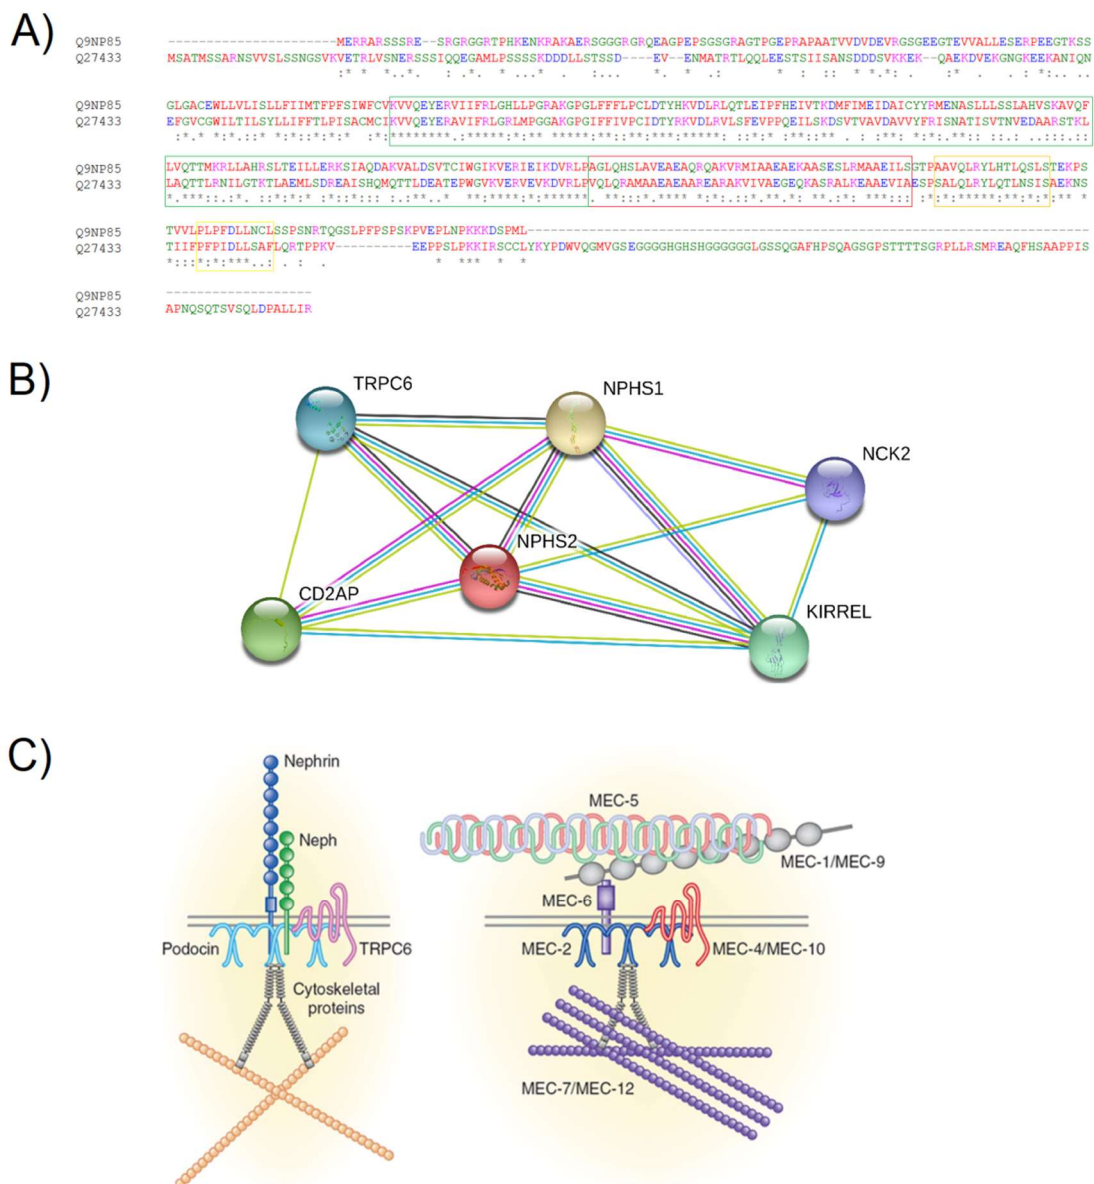 A)
Q9NP85 --------------------MERRARSSSRE--SRGRGGRTPHKENKRAKAERSGGGRGRQEAGPEPSGSGRAGTPGEPRAPAATVVDVDEVRGSGEEGTEVVALLESERPEEGTKSS
Q27433 MSATMSSARNSVVSLSSNGSVKVETRLVSNERSSSIQQEGAMLPSSSSKDDDDLLSTSSD----EV--ENMATRTLQQLEESTSIISANSDDDSVKKEK--QAEKDVEKGNGKEEKANIQN
Q9NP85 GLGACEWLLVLISLLFIIMTFPFSIWFCVKVVQEYERVIIFRLGHLLPGRAKGPGLFFFLPCLDTYHKVDLRLQTLEIPFHEIVTKDMFIMEIDAICYYRMENASLLLSSLAHVSKAVQF
Q27433 EFGVCGWILTILSYLLIFFTLPISACMCIKVVQEYERAVIFRLGRLMPGGAKGPGIFFIVPCIDTYRKVDLRVLSFEVPPQEILSKDSVTVAVDAVVYFRISNATISVTNVEDAARSTKL
Q9NP85 LVQTTMKRLLAHRSLTEILLERKSIAQDAKVALDSVTCIWGIKVERIEIKDVRLPAGLQHSLAVEAEAQRQAKVRMIAAEAEKAASESLRMAAEILSGTPAAVQLRYLHTLQSLSTEKPS
Q27433 LAQTTLRNILGTKTLAEMLSDREAISHQMQTTLDEATEPWGVKVERVEVKDVRLPVQLQRAMAAEAEAAREARAKVIVAEGEQKASRALKEAAEVIAESPSALQLRYLQTLNSISAEKNS
Q9NP85 TVVLPLPFDLLNCLSSPSNRTQGSLPFPSPSKPVEPLNPKKKDSPML
Q27433 TIIFPFPIDLLSAFLQRTPPKV----------EEPPSLPKKIRSCCLYKYPDWVQGMVGSEGGGGHGHSHGGGGGGLGSSQGAFHPSQAGSGPSTTTTSGRPLLRSMREAQFHSAAPPIS
Q9NP85 ------------------
Q27433 APNQSQTSVSQLDPALLIR
B)
TRPC6
NPHS1
NCK2
NPHS2
CD2AP
KIRREL
C)
Nephrin
Neph
Podocin
TRPC6
Cytoskeletal
proteins
MEC-5
MEC-1/MEC-9
MEC-6
MEC-2
MEC-4/MEC-10
MEC-7/MEC-12